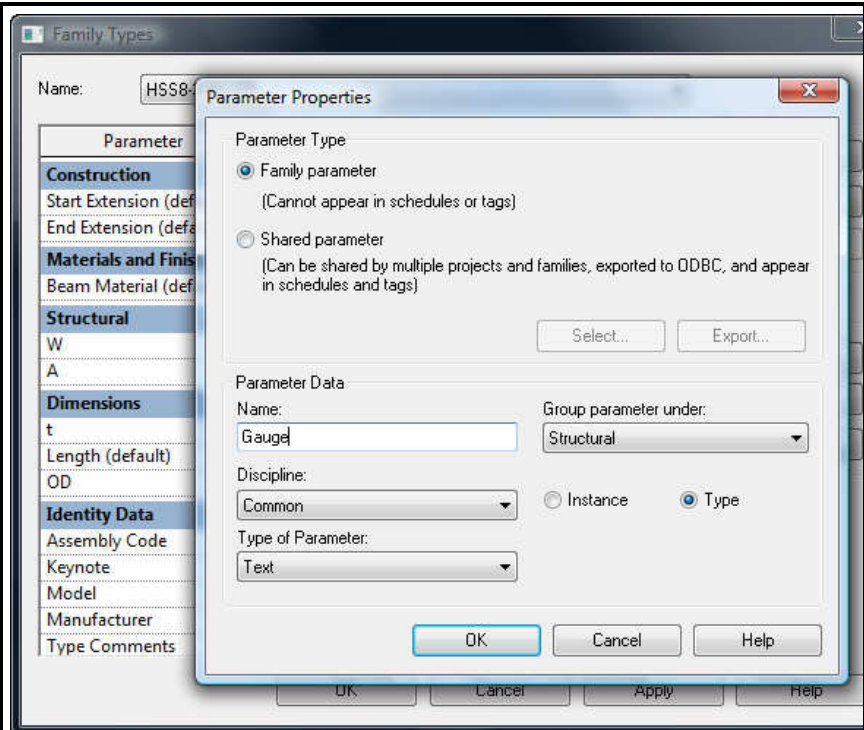 Family Types
Name:
HSS8-
Parameter
Construction
Start Extension (def
End Extension (defa
Materials and Finis
Beam Material (def
Structural
W
A
Dimensions
t
Length (default)
OD
Identity Data
Assembly Code
Keynote
Model
Manufacturer
Type Comments
Parameter Properties
Parameter Type
Family parameter
(Cannot appear in schedules or tags)
Shared parameter
(Can be shared by multiple projects and families, exported to ODBC, and appear
in schedules and tags)
Select...
Export...
Parameter Data
Name:
Group parameter under:
Gauge
Structural
Discipline:
Common
Instance
Type
Type of Parameter:
Text
OK
Cancel
Help
OK
Cancel
Apply
Help